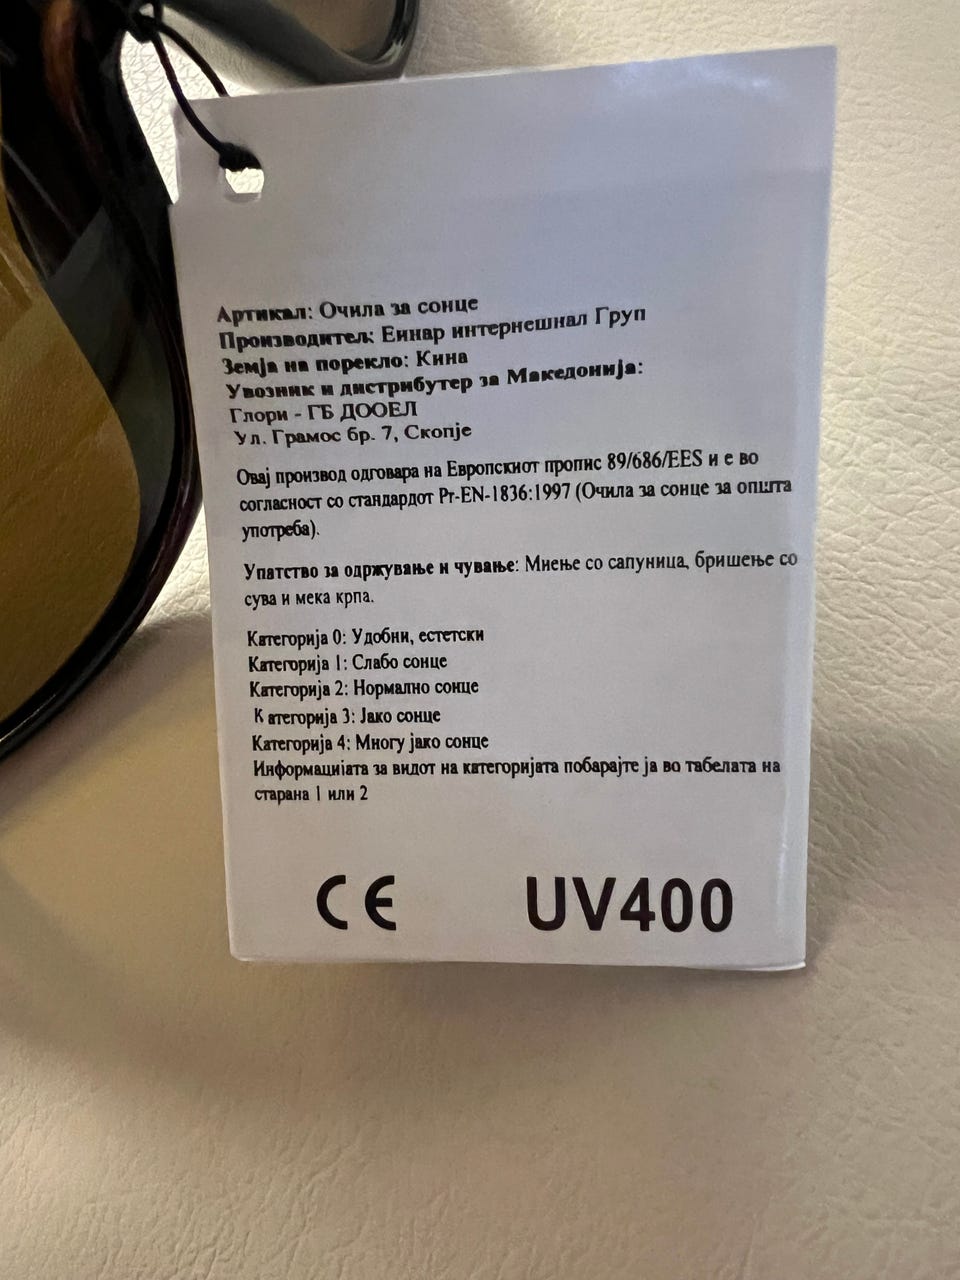 Артикал: Очила за сонце
Производител: Еинар интернешнал Груп
Земја на порекло: Кина
Увозник и дистрибутер за Македонија:
Глори - ГБ ДООЕЛ
Ул. Грамос бр. 7, Скопје
Овај производ одговара на Европскиот пропис 89/686/EES и е во
согласност со стандардот Pr-EN-1836:1997 (Очила за сонце за општа
употреба).
Упатство за одржување и чување: Миење со сапуница, бришење со
сува и мека крпа.
Категорија 0: Удобни, естетски
Категорија 1: Слабо сонце
Категорија 2: Нормално сонце
К атегорија 3: Јако сонце
Категорија 4: Многу јако сонце
Информацијата за видот на категоријата побарајте ја во табелата на
старана 1 или 2
CE UV400